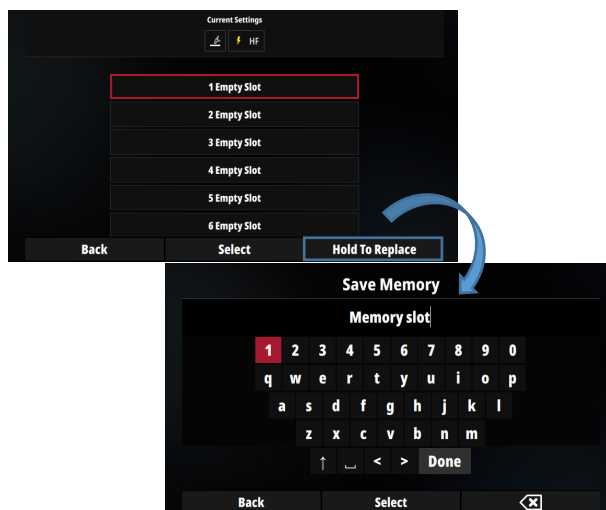 Current Settings
HF
1 Empty Slot
2 Empty Slot
3 Empty Slot
4 Empty Slot
5 Empty Slot
6 Empty Slot
Back Select Hold To Replace
Save Memory
Memory slot
1 2 3 4 5 6 7 8 9 0
q w e r t y u i o p
a s d f g h j k l
z x c v b n m
↑ ⎵ < > Done
Back Select ⌫